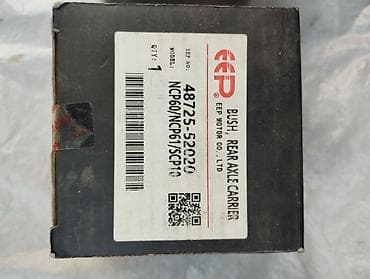 EEP®
BUSH, REAR AXLE CARRIER
EEP MOTOR CO., LTD
EEP NO: 48725-52020
MODEL: NCP60/NCP61/SCP10
QTY: 1